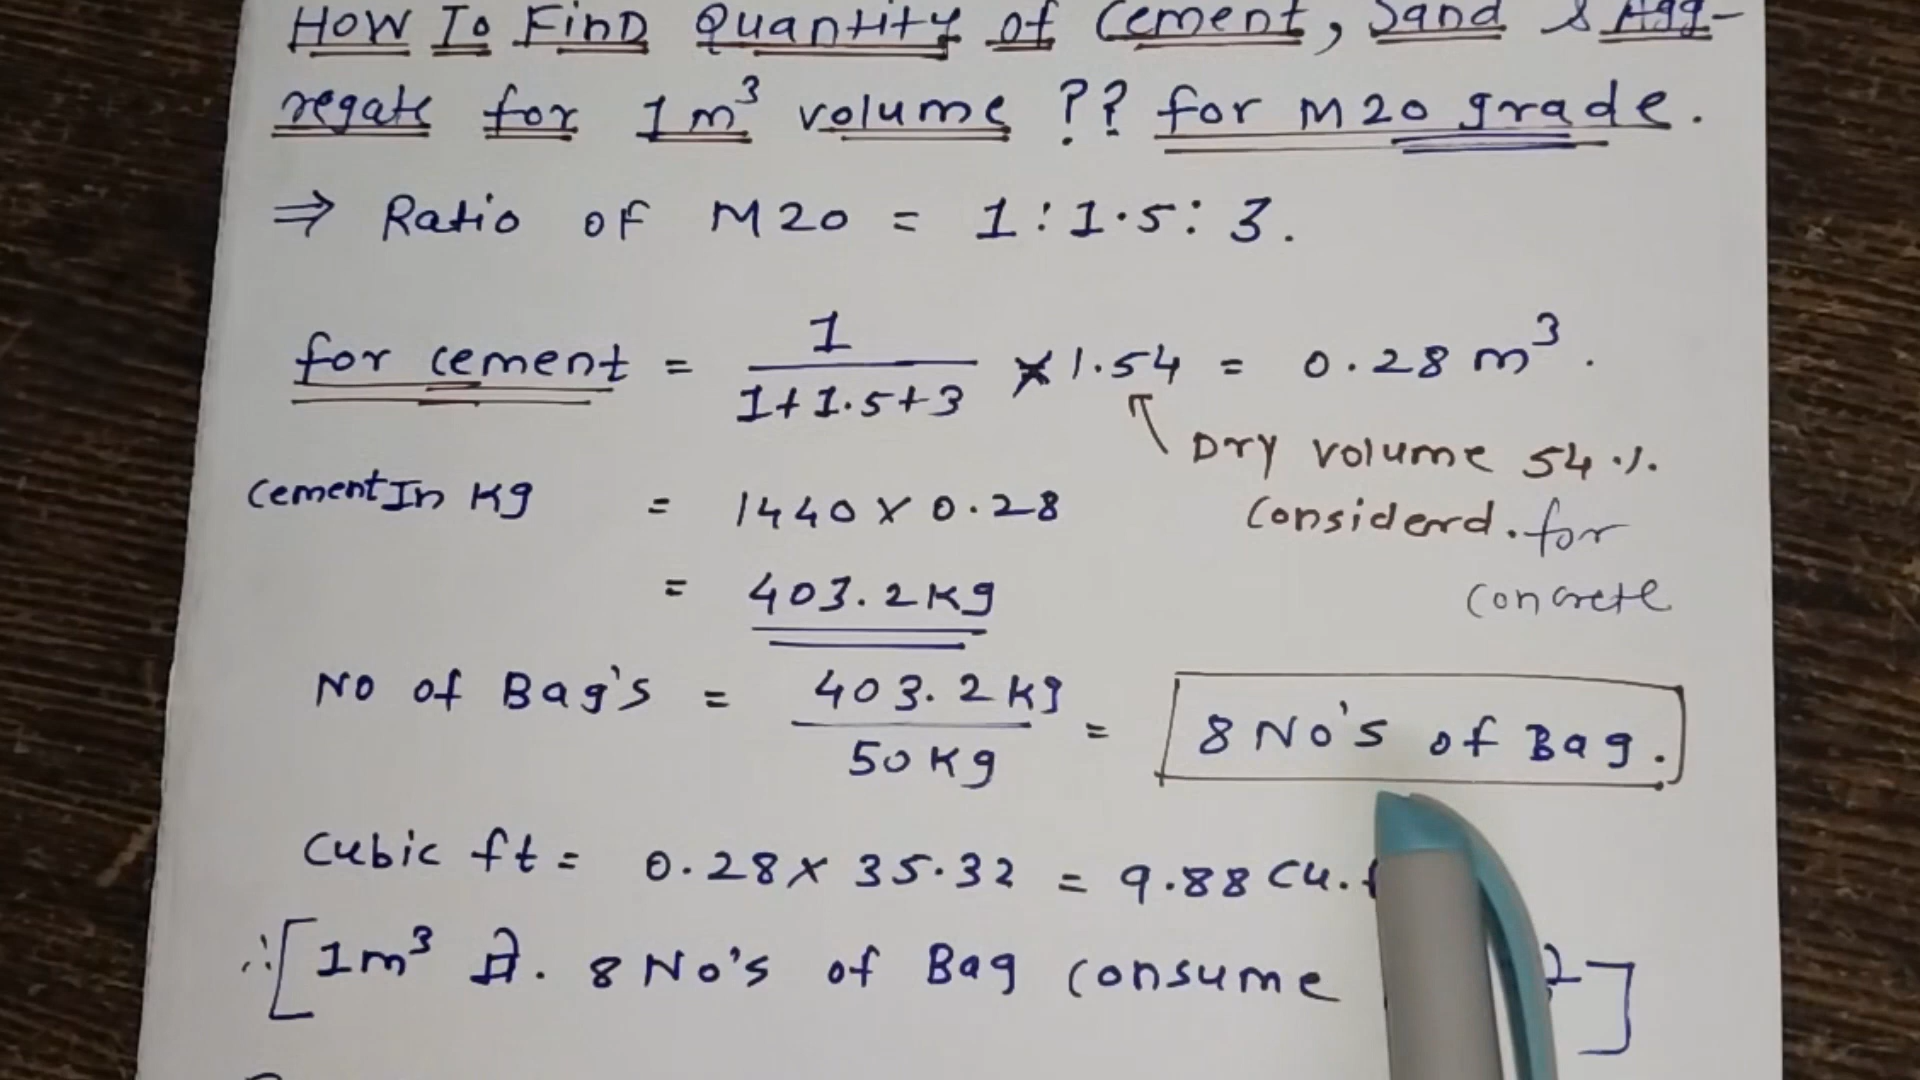 How To Find Quantity of Cement, Sand & Agg-
regate for 1m³ volume ?? for M20 grade.
⇒ Ratio of M20 = 1:1.5:3.
for cement = 1/(1+1.5+3) × 1.54 = 0.28 m³.
Dry volume 54 %.
Considerd. for
concrete
Cement In Kg = 1440 × 0.28
= 403.2 Kg
No of Bag's = 403.2 Kg / 50 Kg = 8 No's of Bag.
Cubic ft = 0.28 × 35.32 = 9.88 Cu.
∴ [1m³ में. 8 No's of Bag Consume ]